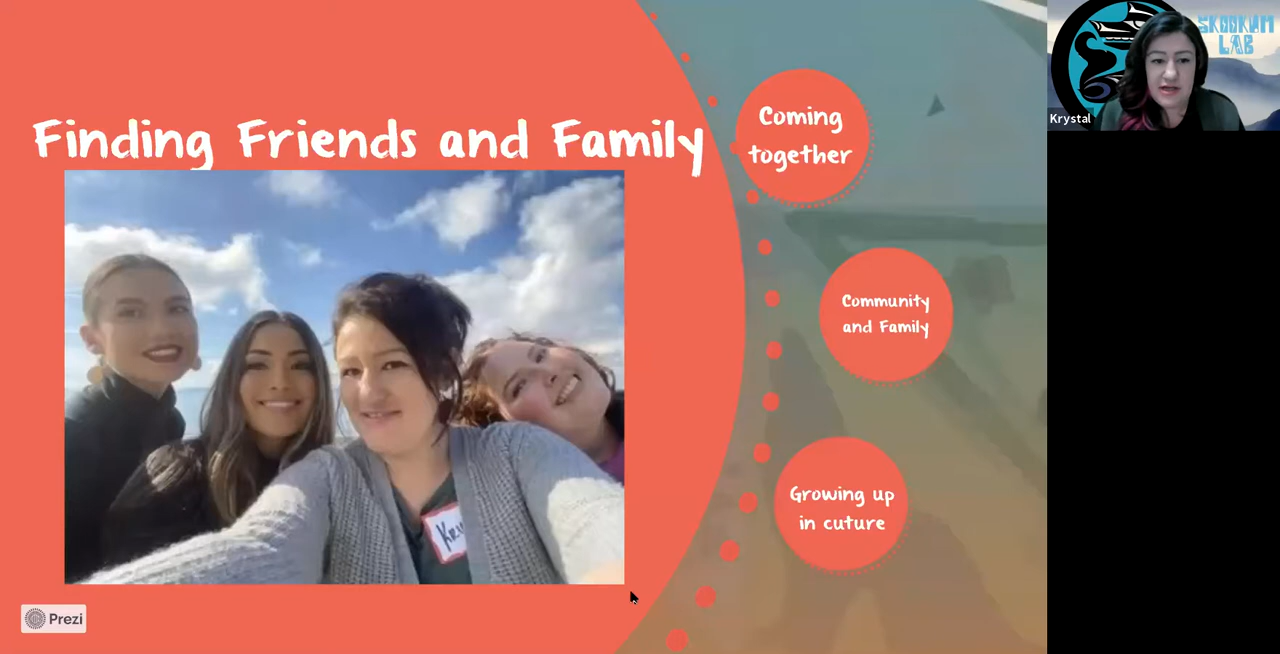 Finding Friends and Family
Coming
together
Community
and Family
Growing up
in cuture
Prezi
SKOOKUM
LAB
Krystal